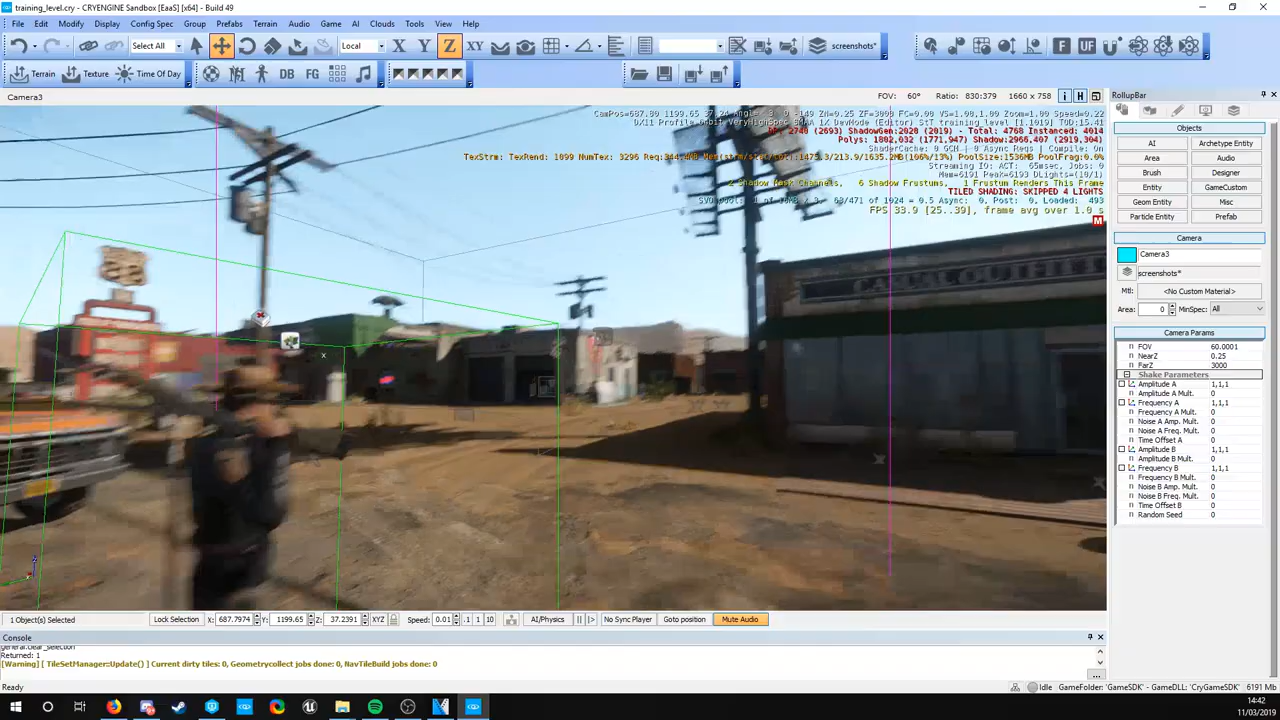 training_level.cry - CRYENGINE Sandbox [EaaS] [x64] - Build 49
File Edit Modify Display Config Spec Group Prefabs Terrain Audio Game AI Clouds Tools View Help
Select All Local X Y Z XY screenshots* F UF
Terrain Texture Time Of Day DB FG
Camera3 FOV: 60° Ratio: 830:379 1660 x 758 i H
FPS 33.9 [25..39], frame avg over 1.0 s
TILED SHADING: SKIPPED 4 LIGHTS
M
x
RollupBar
Objects
AI Archetype Entity
Area Audio
Brush Designer
Entity GameCustom
Geom Entity Misc
Particle Entity Prefab
Camera
Camera3
screenshots*
Mtl: <No Custom Material>
Area: 0 MinSpec: All
Camera Params
FOV 60.0001
NearZ 0.25
FarZ 3000
Shake Parameters
Amplitude A 1,1,1
Amplitude A Mult. 0
Frequency A 1,1,1
Frequency A Mult. 0
Noise A Amp. Mult. 0
Noise A Freq. Mult. 0
Time Offset A 0
Amplitude B 1,1,1
Amplitude B Mult. 0
Frequency B 1,1,1
Frequency B Mult. 0
Noise B Amp. Mult. 0
Noise B Freq. Mult. 0
Time Offset B 0
Random Seed 0
1 Object(s) Selected Lock Selection X: 687.7974 Y: 1199.65 Z: 37.2391 XYZ Speed: 0.01 .1 1 10 AI/Physics No Sync Player Goto position Mute Audio
Console
general.clear_selection
Returned: 1
[Warning] [ TileSetManager::Update() ] Current dirty tiles: 0, Geometrycollect jobs done: 0, NavTileBuild jobs done: 0
Ready Idle GameFolder: 'GameSDK' - GameDLL: 'CryGameSDK' 6191 Mb
14:42
11/03/2019